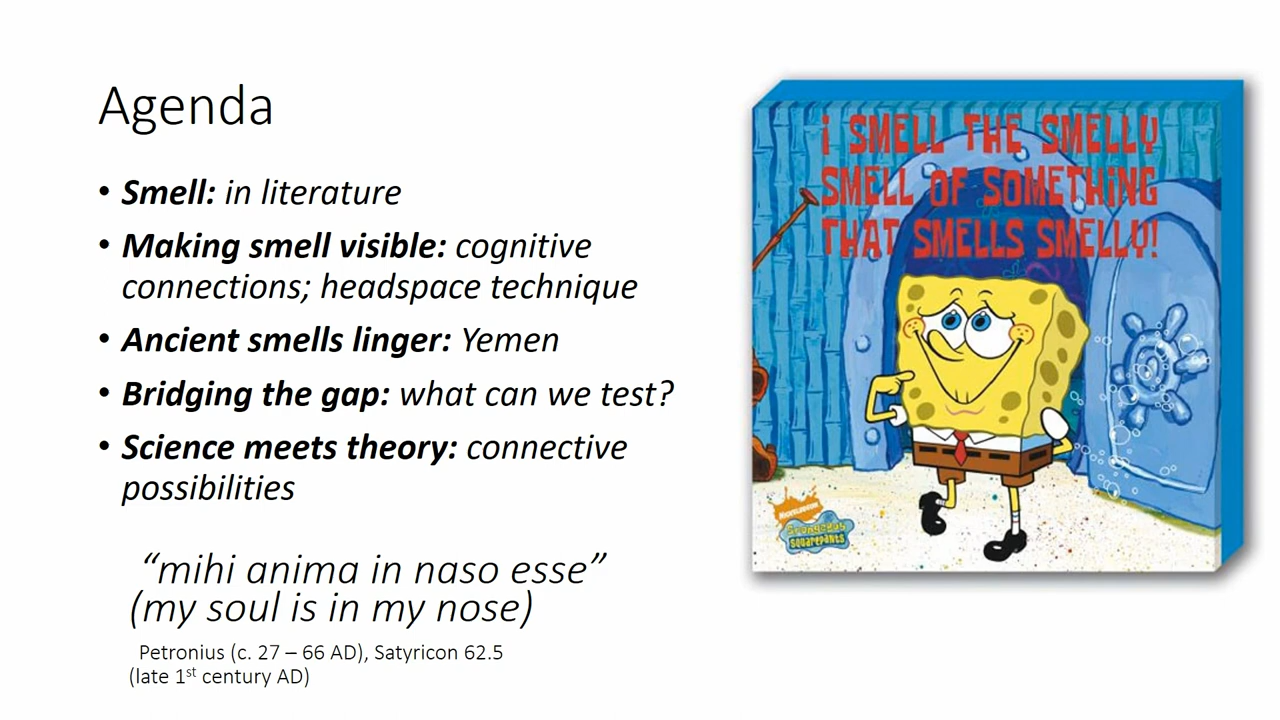 Agenda
• Smell: in literature
• Making smell visible: cognitive
connections; headspace technique
• Ancient smells linger: Yemen
• Bridging the gap: what can we test?
• Science meets theory: connective
possibilities
“mihi anima in naso esse”
(my soul is in my nose)
Petronius (c. 27 – 66 AD), Satyricon 62.5
(late 1st century AD)
i SMELL THE SMELLY
SMELL OF SOMETHiNG
THAT SMELLS SMELLY!
NICKELODEON
SpongeBob
SQUAREPANTS